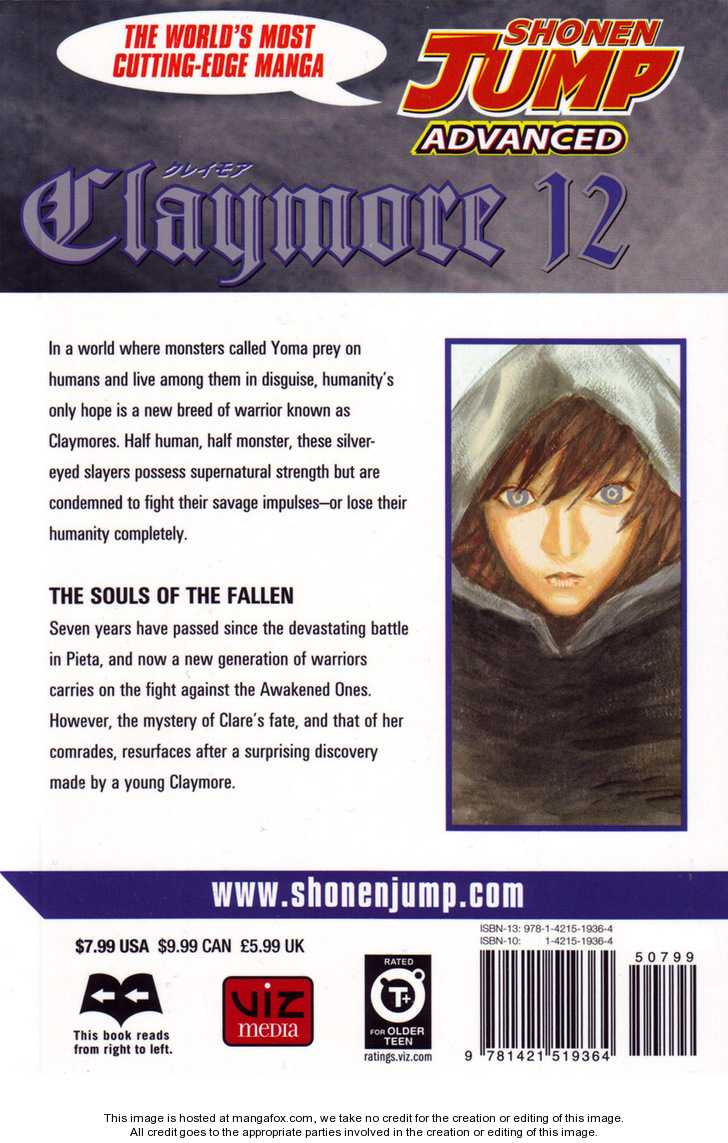 THE WORLD'S MOST
CUTTING-EDGE MANGA
SHONEN
JUMP
ADVANCED
クレイモア
Claymore 12
In a world where monsters called Yoma prey on
humans and live among them in disguise, humanity's
only hope is a new breed of warrior known as
Claymores. Half human, half monster, these silver-
eyed slayers possess supernatural strength but are
condemned to fight their savage impulses—or lose their
humanity completely.
THE SOULS OF THE FALLEN
Seven years have passed since the devastating battle
in Pieta, and now a new generation of warriors
carries on the fight against the Awakened Ones.
However, the mystery of Clare's fate, and that of her
comrades, resurfaces after a surprising discovery
made by a young Claymore.
www.shonenjump.com
$7.99 USA $9.99 CAN £5.99 UK
This book reads
from right to left.
VIZ
MEDIA
RATED
T+
FOR OLDER
TEEN
ratings.viz.com
ISBN-13: 978-1-4215-1936-4
ISBN-10: 1-4215-1936-4
50799
9 781421 519364
This image is hosted at mangafox.com, we take no credit for the creation or editing of this image.
All credit goes to the appropriate parties involved in the creation or editing of this image.